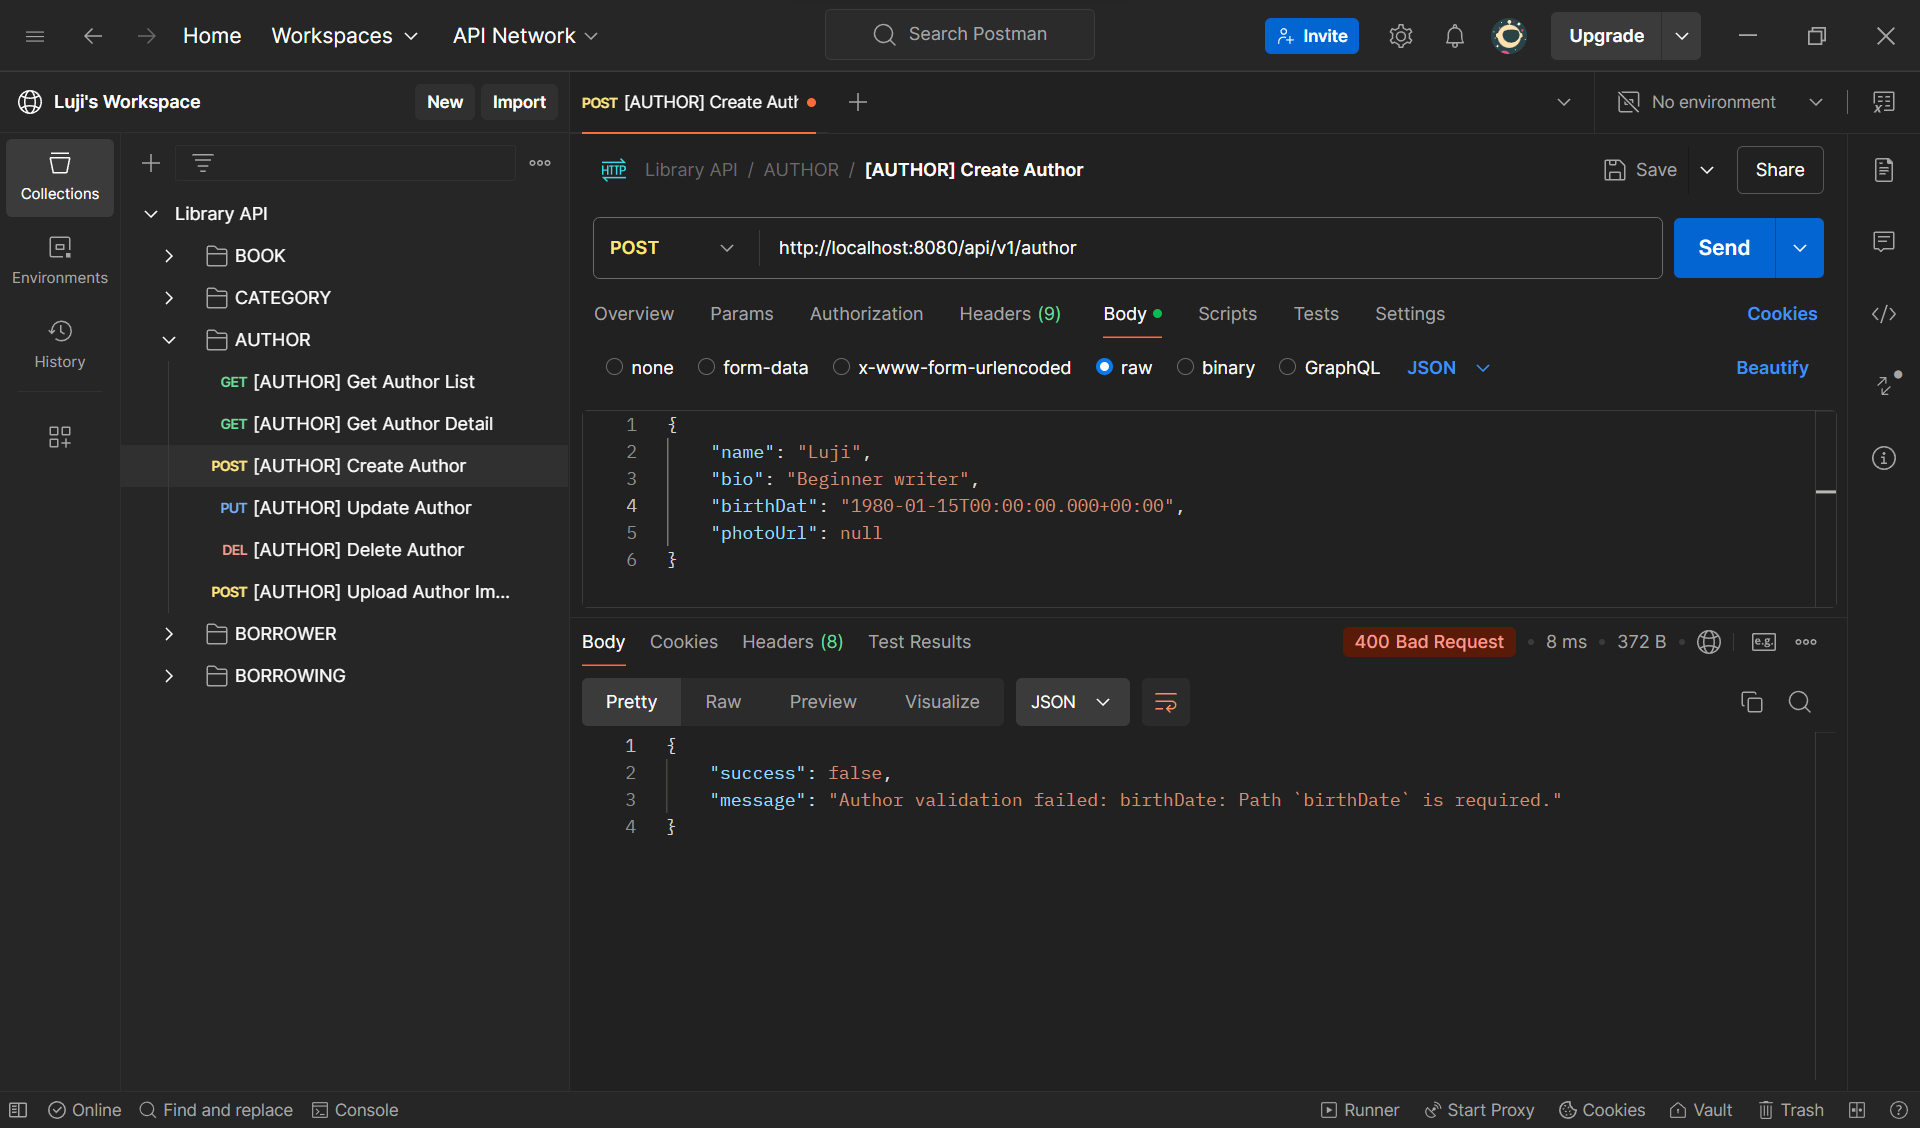 Home
Workspaces
API Network
Search Postman
Invite
Upgrade
Luji's Workspace
New
Import
POST [AUTHOR] Create Auth
No environment
Collections
Environments
History
Library API
BOOK
CATEGORY
AUTHOR
GET [AUTHOR] Get Author List
GET [AUTHOR] Get Author Detail
POST [AUTHOR] Create Author
PUT [AUTHOR] Update Author
DEL [AUTHOR] Delete Author
POST [AUTHOR] Upload Author Im...
BORROWER
BORROWING
HTTP Library API / AUTHOR / [AUTHOR] Create Author
Save
Share
POST
http://localhost:8080/api/v1/author
Send
Overview
Params
Authorization
Headers (9)
Body
Scripts
Tests
Settings
Cookies
none
form-data
x-www-form-urlencoded
raw
binary
GraphQL
JSON
Beautify
1 {
2 "name": "Luji",
3 "bio": "Beginner writer",
4 "birthDat": "1980-01-15T00:00:00.000+00:00",
5 "photoUrl": null
6 }
Body
Cookies
Headers (8)
Test Results
400 Bad Request
8 ms
372 B
e.g.
Pretty
Raw
Preview
Visualize
JSON
1 {
2 "success": false,
3 "message": "Author validation failed: birthDate: Path `birthDate` is required."
4 }
Online
Find and replace
Console
Runner
Start Proxy
Cookies
Vault
Trash